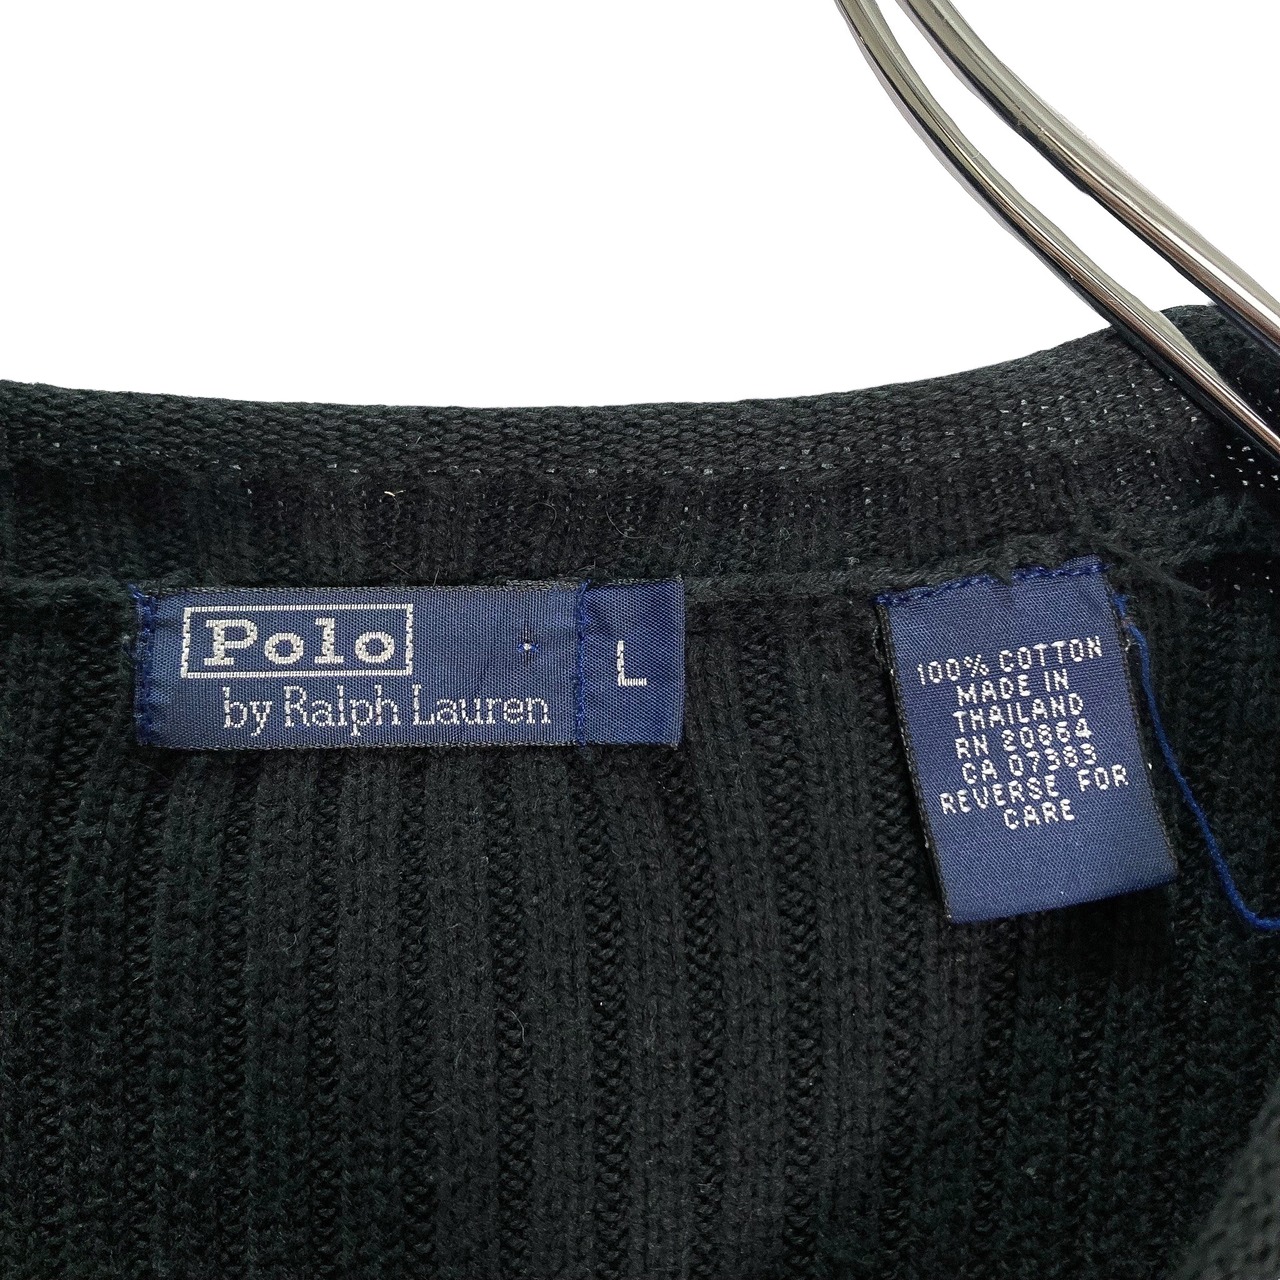 Polo
by Ralph Lauren
L
100% COTTON
MADE IN
THAILAND
RN 20864
CA 07383
REVERSE FOR
CARE